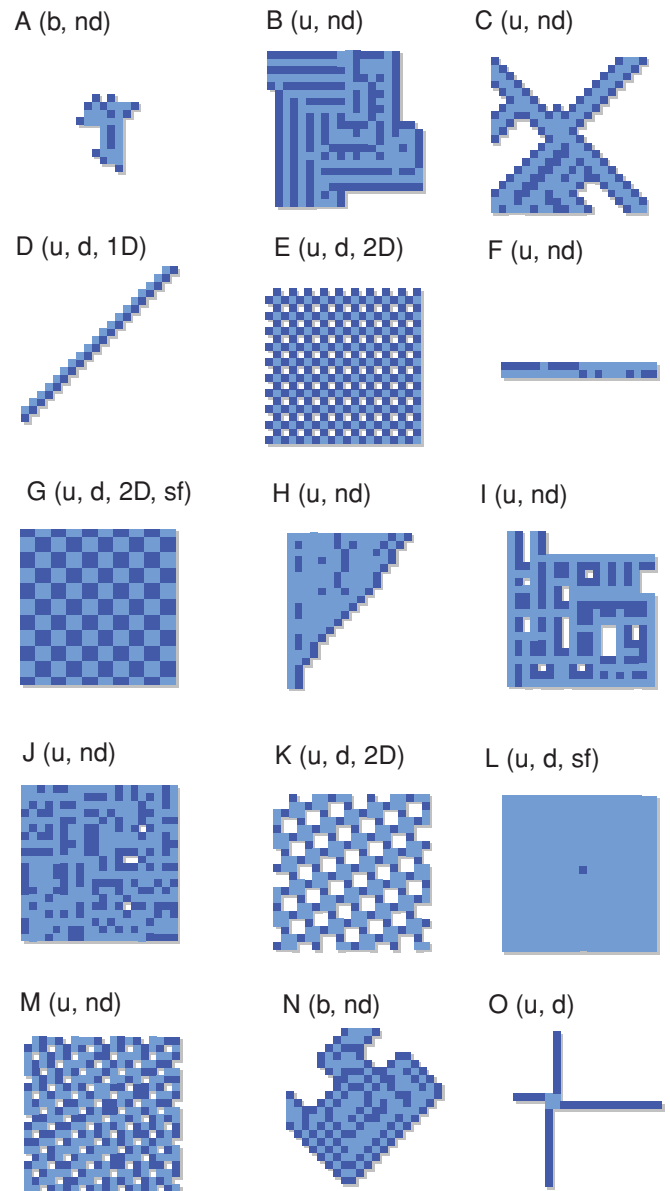 A (b, nd)
B (u, nd)
C (u, nd)
D (u, d, 1D)
E (u, d, 2D)
F (u, nd)
G (u, d, 2D, sf)
H (u, nd)
I (u, nd)
J (u, nd)
K (u, d, 2D)
L (u, d, sf)
M (u, nd)
N (b, nd)
O (u, d)